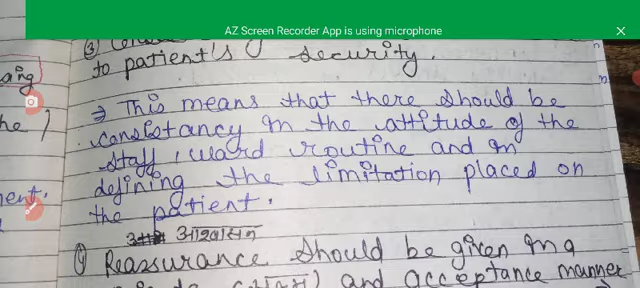 AZ Screen Recorder App is using microphone
to patient's security.
⇒ This means that there should be
consistancy in the attitude of the
staff, ward routine and in
defining the limitation placed on
the patient.
आश्वासन
④ Reassurance should be given in a
and acceptance manner